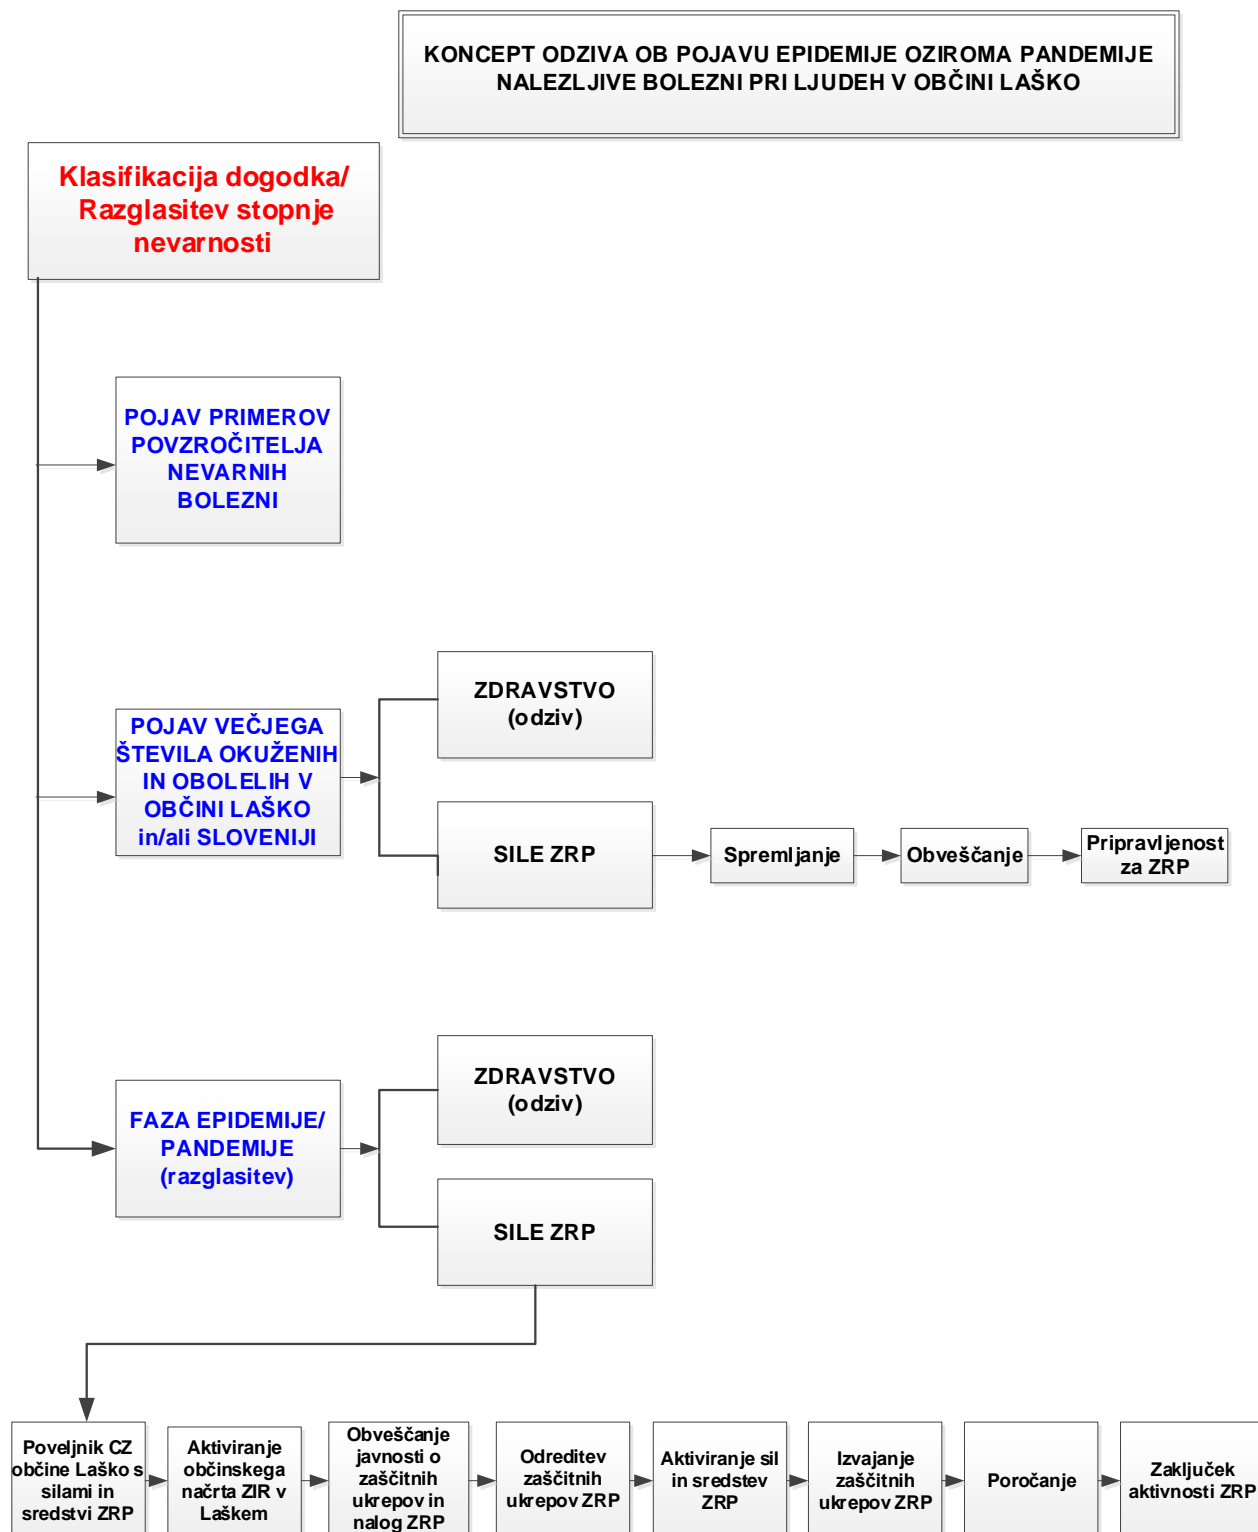 KONCEPT ODZIVA OB POJAVU EPIDEMIJE OZIROMA PANDEMIJE
NALEZLJIVE BOLEZNI PRI LJUDEH V OBČINI LAŠKO
Klasifikacija dogodka/
Razglasitev stopnje
nevarnosti
POJAV PRIMEROV
POVZROČITELJA
NEVARNIH
BOLEZNI
POJAV VEČJEGA
ŠTEVILA OKUŽENIH
IN OBOLELIH V
OBČINI LAŠKO
in/ali SLOVENIJI
ZDRAVSTVO
(odziv)
SILE ZRP
Spremljanje
Obveščanje
Pripravljenost
za ZRP
FAZA EPIDEMIJE/
PANDEMIJE
(razglasitev)
ZDRAVSTVO
(odziv)
SILE ZRP
Poveljnik CZ
občine Laško s
silami in
sredstvi ZRP
Aktiviranje
občinskega
načrta ZIR v
Laškem
Obveščanje
javnosti o
zaščitnih
ukrepov in
nalog ZRP
Odreditev
zaščitnih
ukrepov ZRP
Aktiviranje sil
in sredstev
ZRP
Izvajanje
zaščitnih
ukrepov ZRP
Poročanje
Zaključek
aktivnosti ZRP